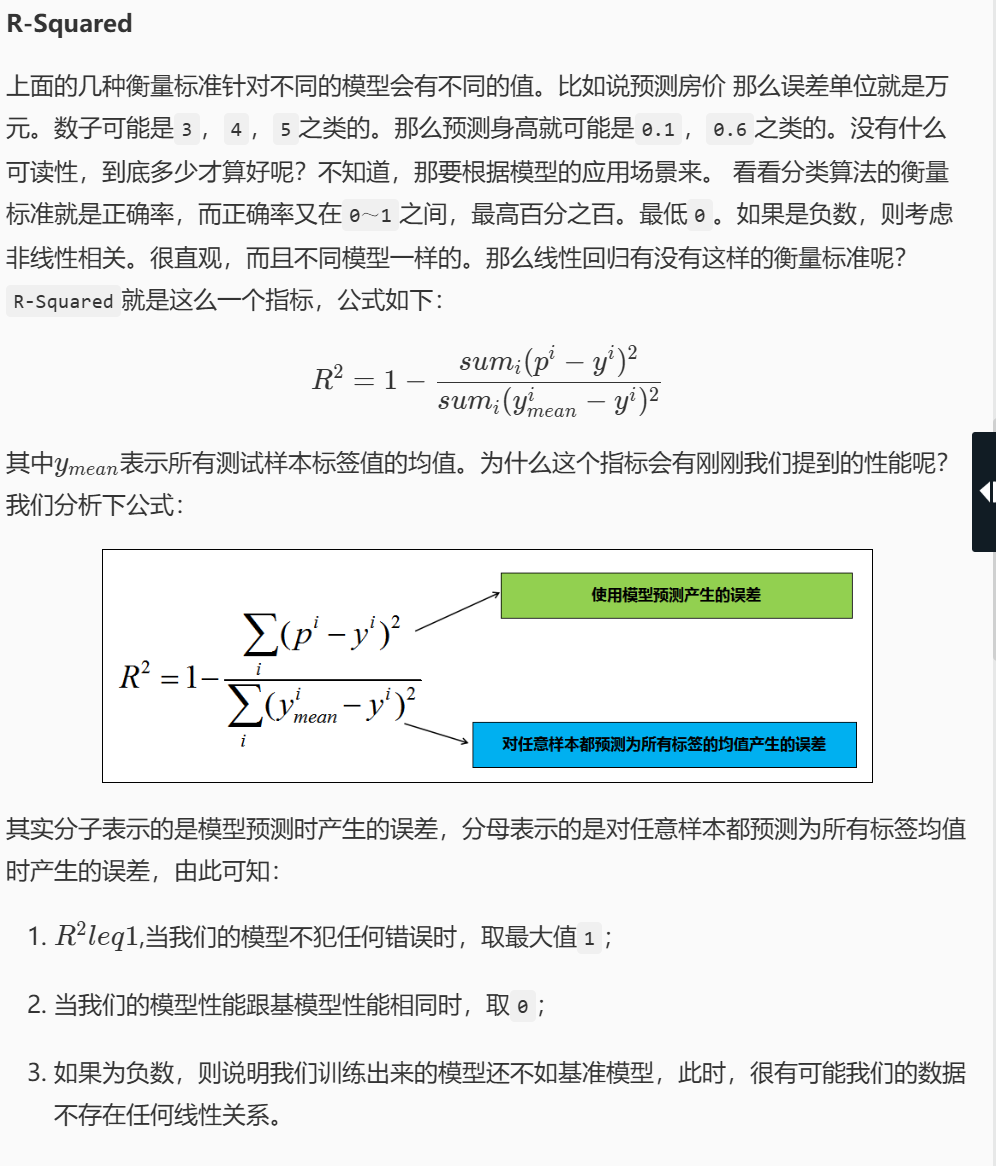 R-Squared
上面的几种衡量标准针对不同的模型会有不同的值。比如说预测房价 那么误差单位就是万
元。数子可能是 3 ， 4 ， 5 之类的。那么预测身高就可能是 0.1 ， 0.6 之类的。没有什么
可读性，到底多少才算好呢？不知道，那要根据模型的应用场景来。 看看分类算法的衡量
标准就是正确率，而正确率又在 0～1 之间，最高百分之百。最低 0 。如果是负数，则考虑
非线性相关。很直观，而且不同模型一样的。那么线性回归有没有这样的衡量标准呢？
R-Squared 就是这么一个指标，公式如下：
R² = 1 − sum_i(p^i − y^i)² / sum_i(y^i_mean − y^i)²
其中y_mean表示所有测试样本标签值的均值。为什么这个指标会有刚刚我们提到的性能呢？
我们分析下公式：
使用模型预测产生的误差
R² = 1 − ∑_i(p^i − y^i)² / ∑_i(y^i_mean − y^i)²
对任意样本都预测为所有标签的均值产生的误差
其实分子表示的是模型预测时产生的误差，分母表示的是对任意样本都预测为所有标签均值
时产生的误差，由此可知：
1. R²leq1,当我们的模型不犯任何错误时，取最大值 1 ；
2. 当我们的模型性能跟基模型性能相同时，取 0 ；
3. 如果为负数，则说明我们训练出来的模型还不如基准模型，此时，很有可能我们的数据
不存在任何线性关系。